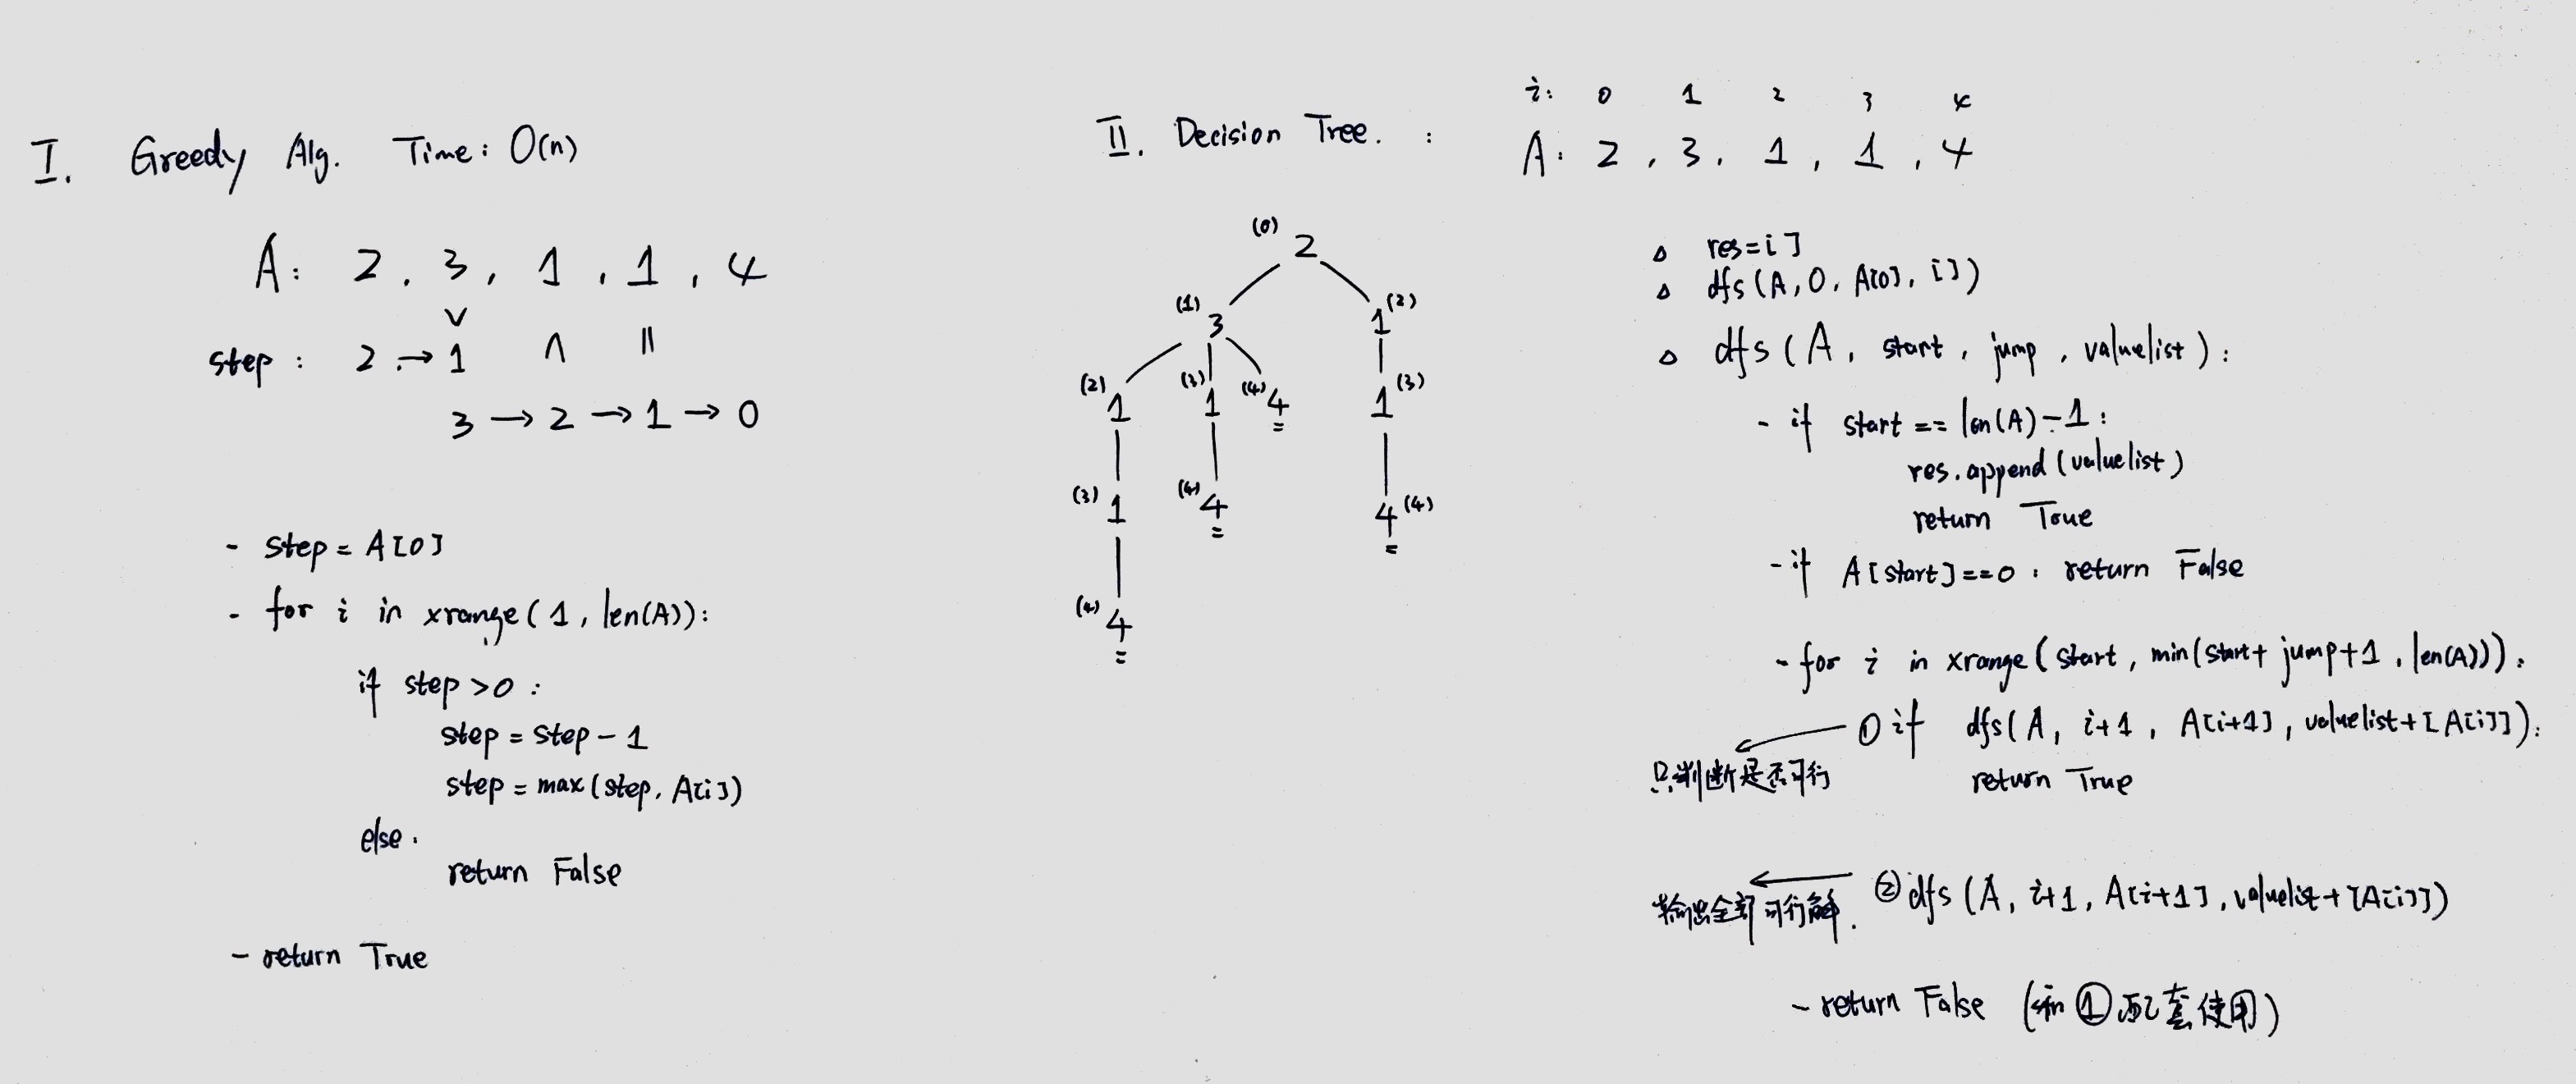 I. Greedy Alg. Time: O(n)
A: 2, 3, 1, 1, 4
∨
step: 2 → 1 ∧ ||
3 → 2 → 1 → 0
- step = A[0]
- for i in xrange(1, len(A)):
if step > 0:
step = step - 1
step = max(step, A[i])
else.
return False
- return True
II. Decision Tree. :
i: 0 1 2 3 4
A: 2, 3, 1, 1, 4
(0) 2
(1) 3 1 (2)
(2) 1 (3) 1 (4) 4 1 (3)
(3) 1 (4) 4 4 (4)
(4) 4
△ res=[]
△ dfs(A, 0, A[0], [])
△ dfs(A, start, jump, valuelist):
- if start == len(A)-1:
res.append(valuelist)
return True
- if A[start]==0: return False
- for i in xrange(start, min(start+jump+1, len(A))):
① if dfs(A, i+1, A[i+1], valuelist+[A[i]]):
只判断是否可行 return True
② dfs(A, i+1, A[i+1], valuelist+[A[i]])
输出全部可行解.
- return False (和①配套使用)